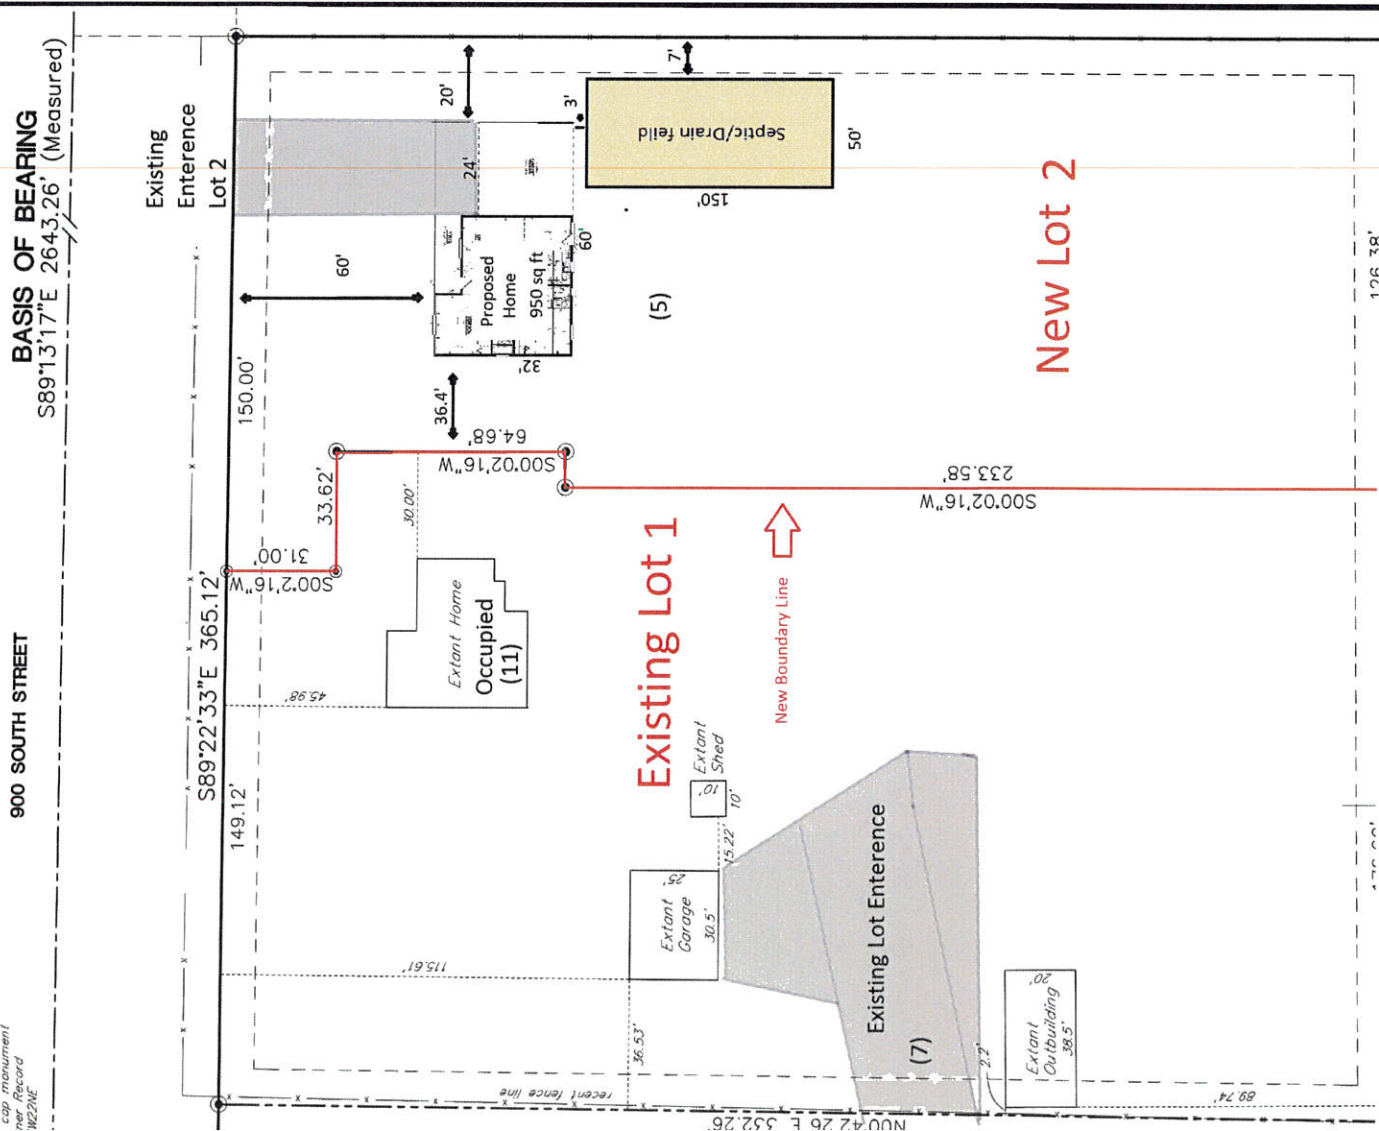 BASIS OF BEARING
S89°13'17"E 2643.26' (Measured)
900 SOUTH STREET
cap monument
ner Record
Existing
Enterence
Lot 2
S89°22'33"E 365.12'
150.00'
149.12'
20'
7'
24'
3'
Septic/Drain feild
50'
150'
60'
Proposed
Home
950 sq ft
60'
32'
36.4'
(5)
New Lot 2
126.38'
64.68'
S00°02'16"W
33.62'
31.00'
S00°2'16"W
30.00'
233.58'
S00°02'16"W
Extant Home
Occupied
(11)
45.98'
Existing Lot 1
New Boundary Line
Extant
Shed
10'
10'
15.22'
25'
Extant
Garage
30.5'
115.61'
36.53'
Existing Lot Enterence
(7)
2.2'
20'
Extant
Outbuilding
38.5'
89.74'
recent fence line
N00°42'26"E 332.26'